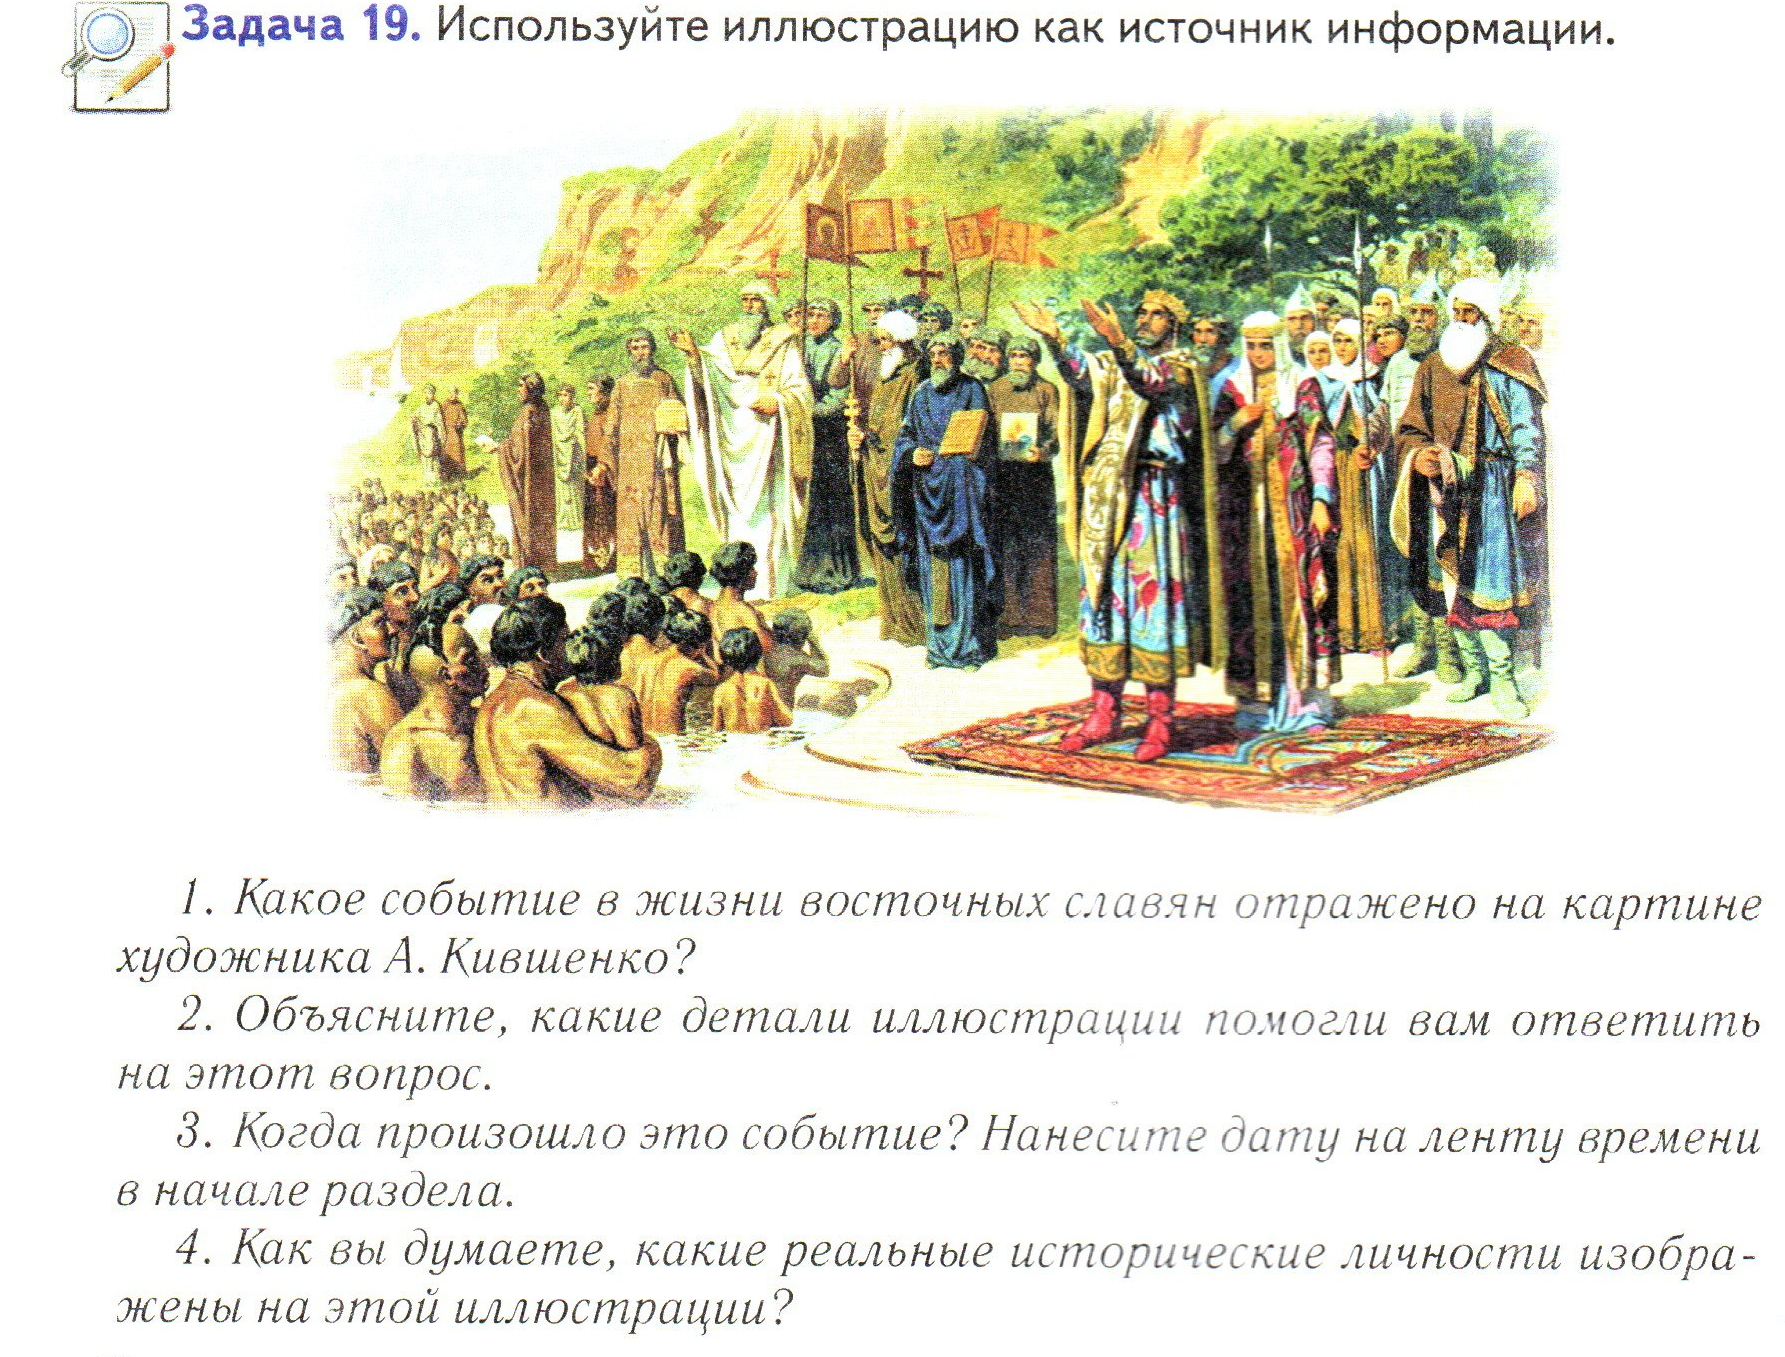 Задача 19. Используйте иллюстрацию как источник информации.
1. Какое событие в жизни восточных славян отражено на картине
художника А. Кившенко?
2. Объясните, какие детали иллюстрации помогли вам ответить
на этот вопрос.
3. Когда произошло это событие? Нанесите дату на ленту времени
в начале раздела.
4. Как вы думаете, какие реальные исторические личности изобра-
жены на этой иллюстрации?